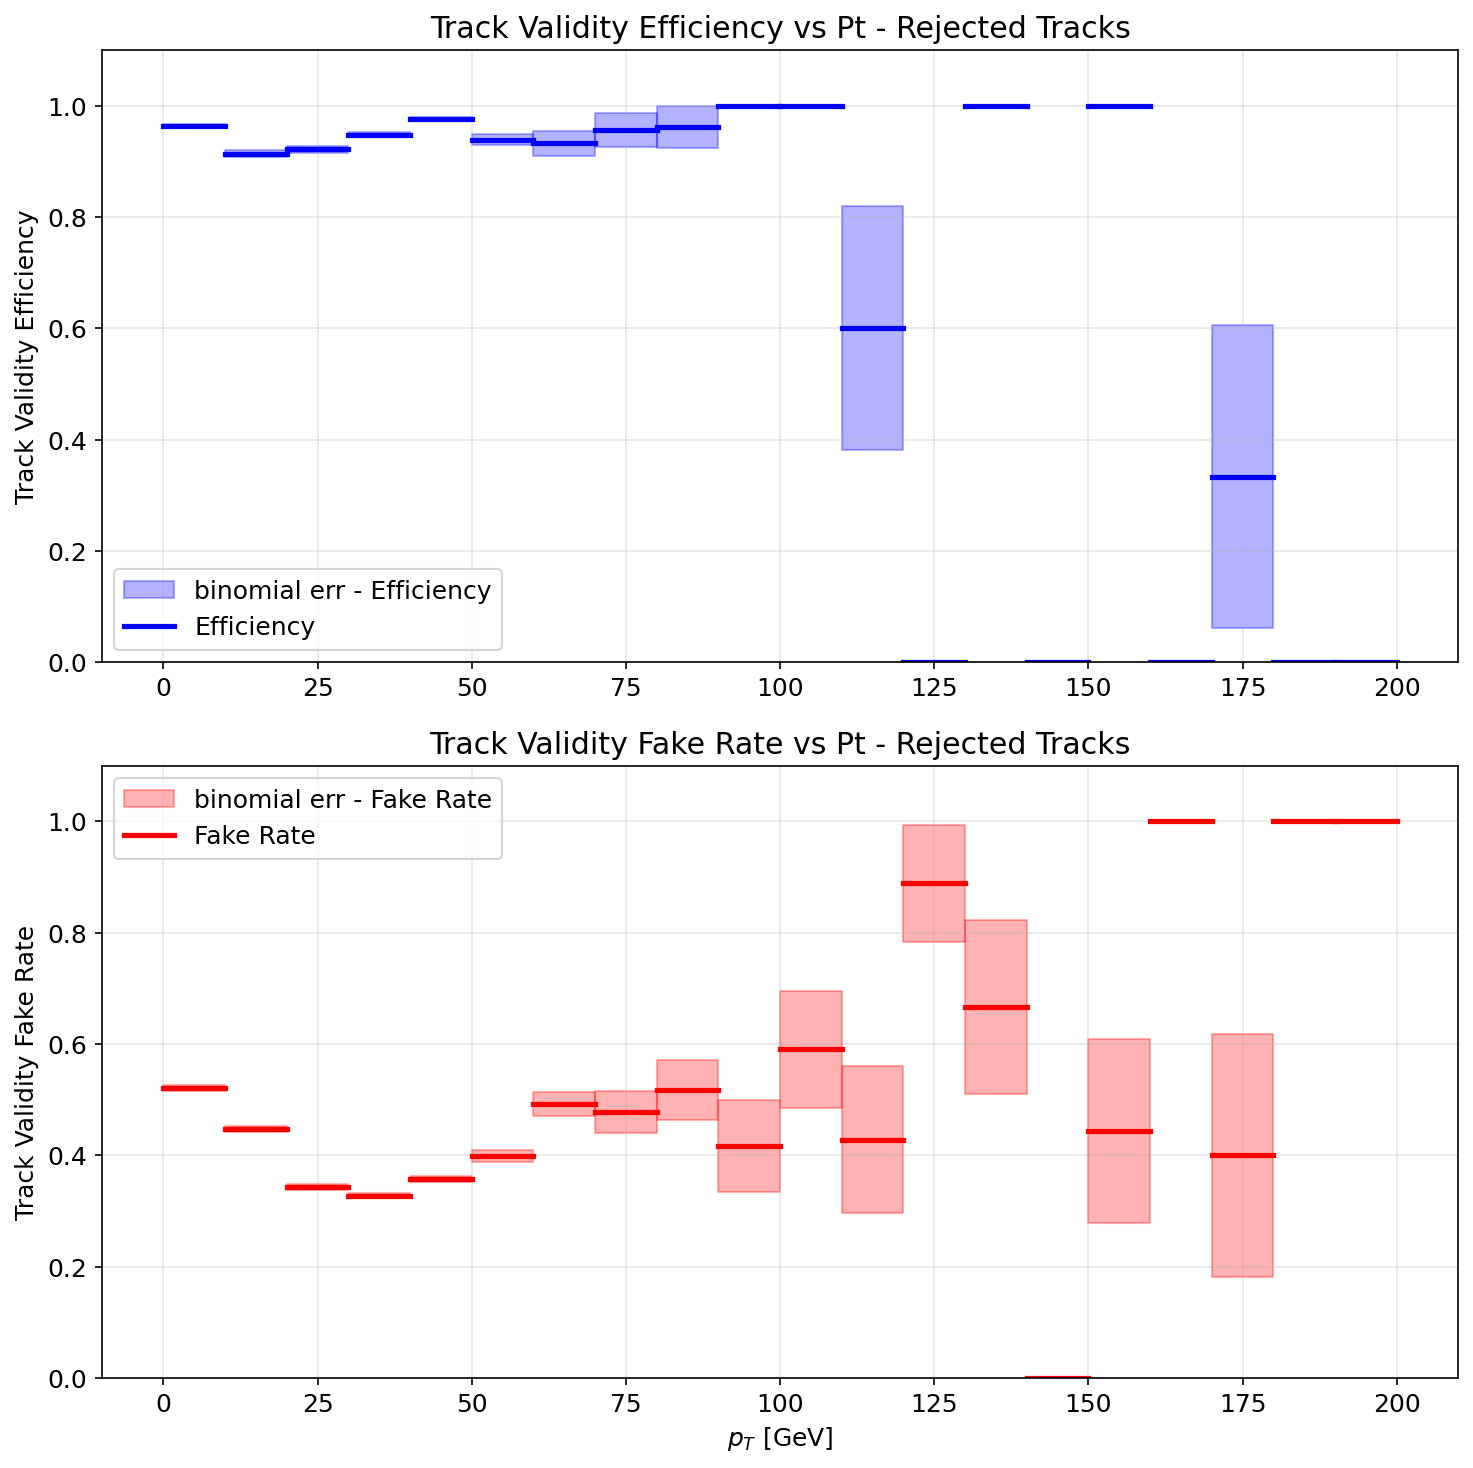 Track Validity Efficiency vs Pt - Rejected Tracks
Track Validity Efficiency
1.0
0.8
0.6
0.4
0.2
0.0
binomial err - Efficiency
Efficiency
0 25 50 75 100 125 150 175 200
Track Validity Fake Rate vs Pt - Rejected Tracks
Track Validity Fake Rate
binomial err - Fake Rate
Fake Rate
1.0
0.8
0.6
0.4
0.2
0.0
0 25 50 75 100 125 150 175 200
p_T [GeV]